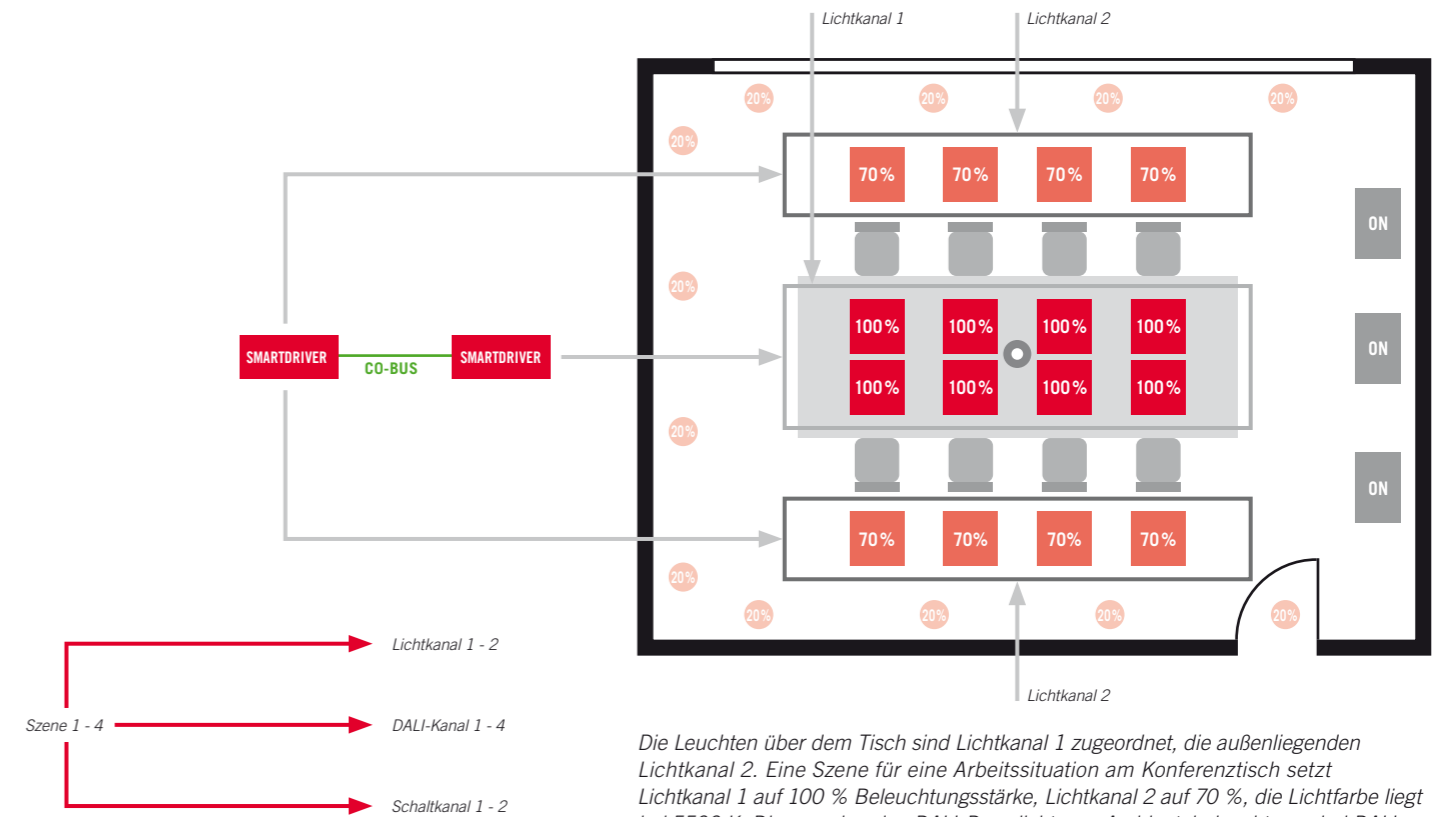 Lichtkanal 1
Lichtkanal 2
20%
20%
20%
20%
20%
70%
70%
70%
70%
ON
20%
100%
100%
100%
100%
SMARTDRIVER
CO-BUS
SMARTDRIVER
ON
100%
100%
100%
100%
20%
ON
70%
70%
70%
70%
20%
20%
20%
20%
20%
Lichtkanal 1 - 2
Szene 1 - 4
DALI-Kanal 1 - 4
Schaltkanal 1 - 2
Lichtkanal 2
Die Leuchten über dem Tisch sind Lichtkanal 1 zugeordnet, die außenliegenden
Lichtkanal 2. Eine Szene für eine Arbeitssituation am Konferenztisch setzt
Lichtkanal 1 auf 100 % Beleuchtungsstärke, Lichtkanal 2 auf 70 %, die Lichtfarbe liegt